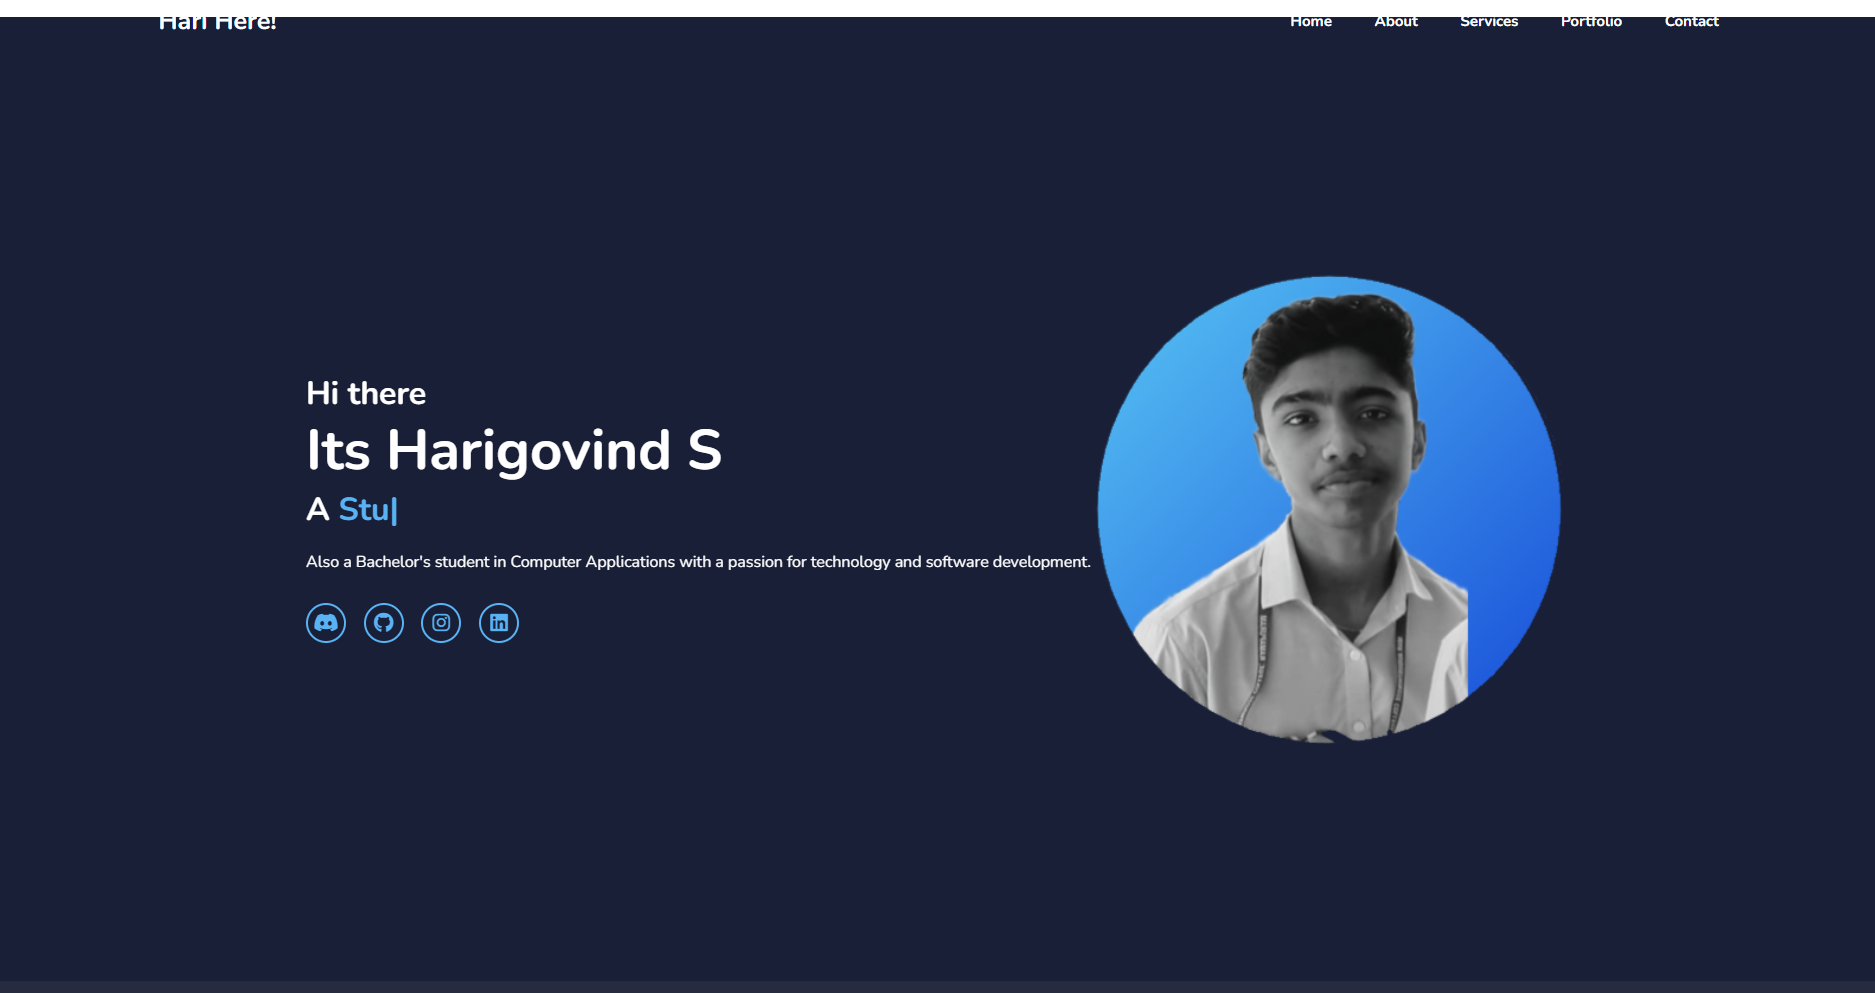 Hari Here!
Home About Services Portfolio Contact
Hi there
Its Harigovind S
A Stu|
Also a Bachelor's student in Computer Applications with a passion for technology and software development.